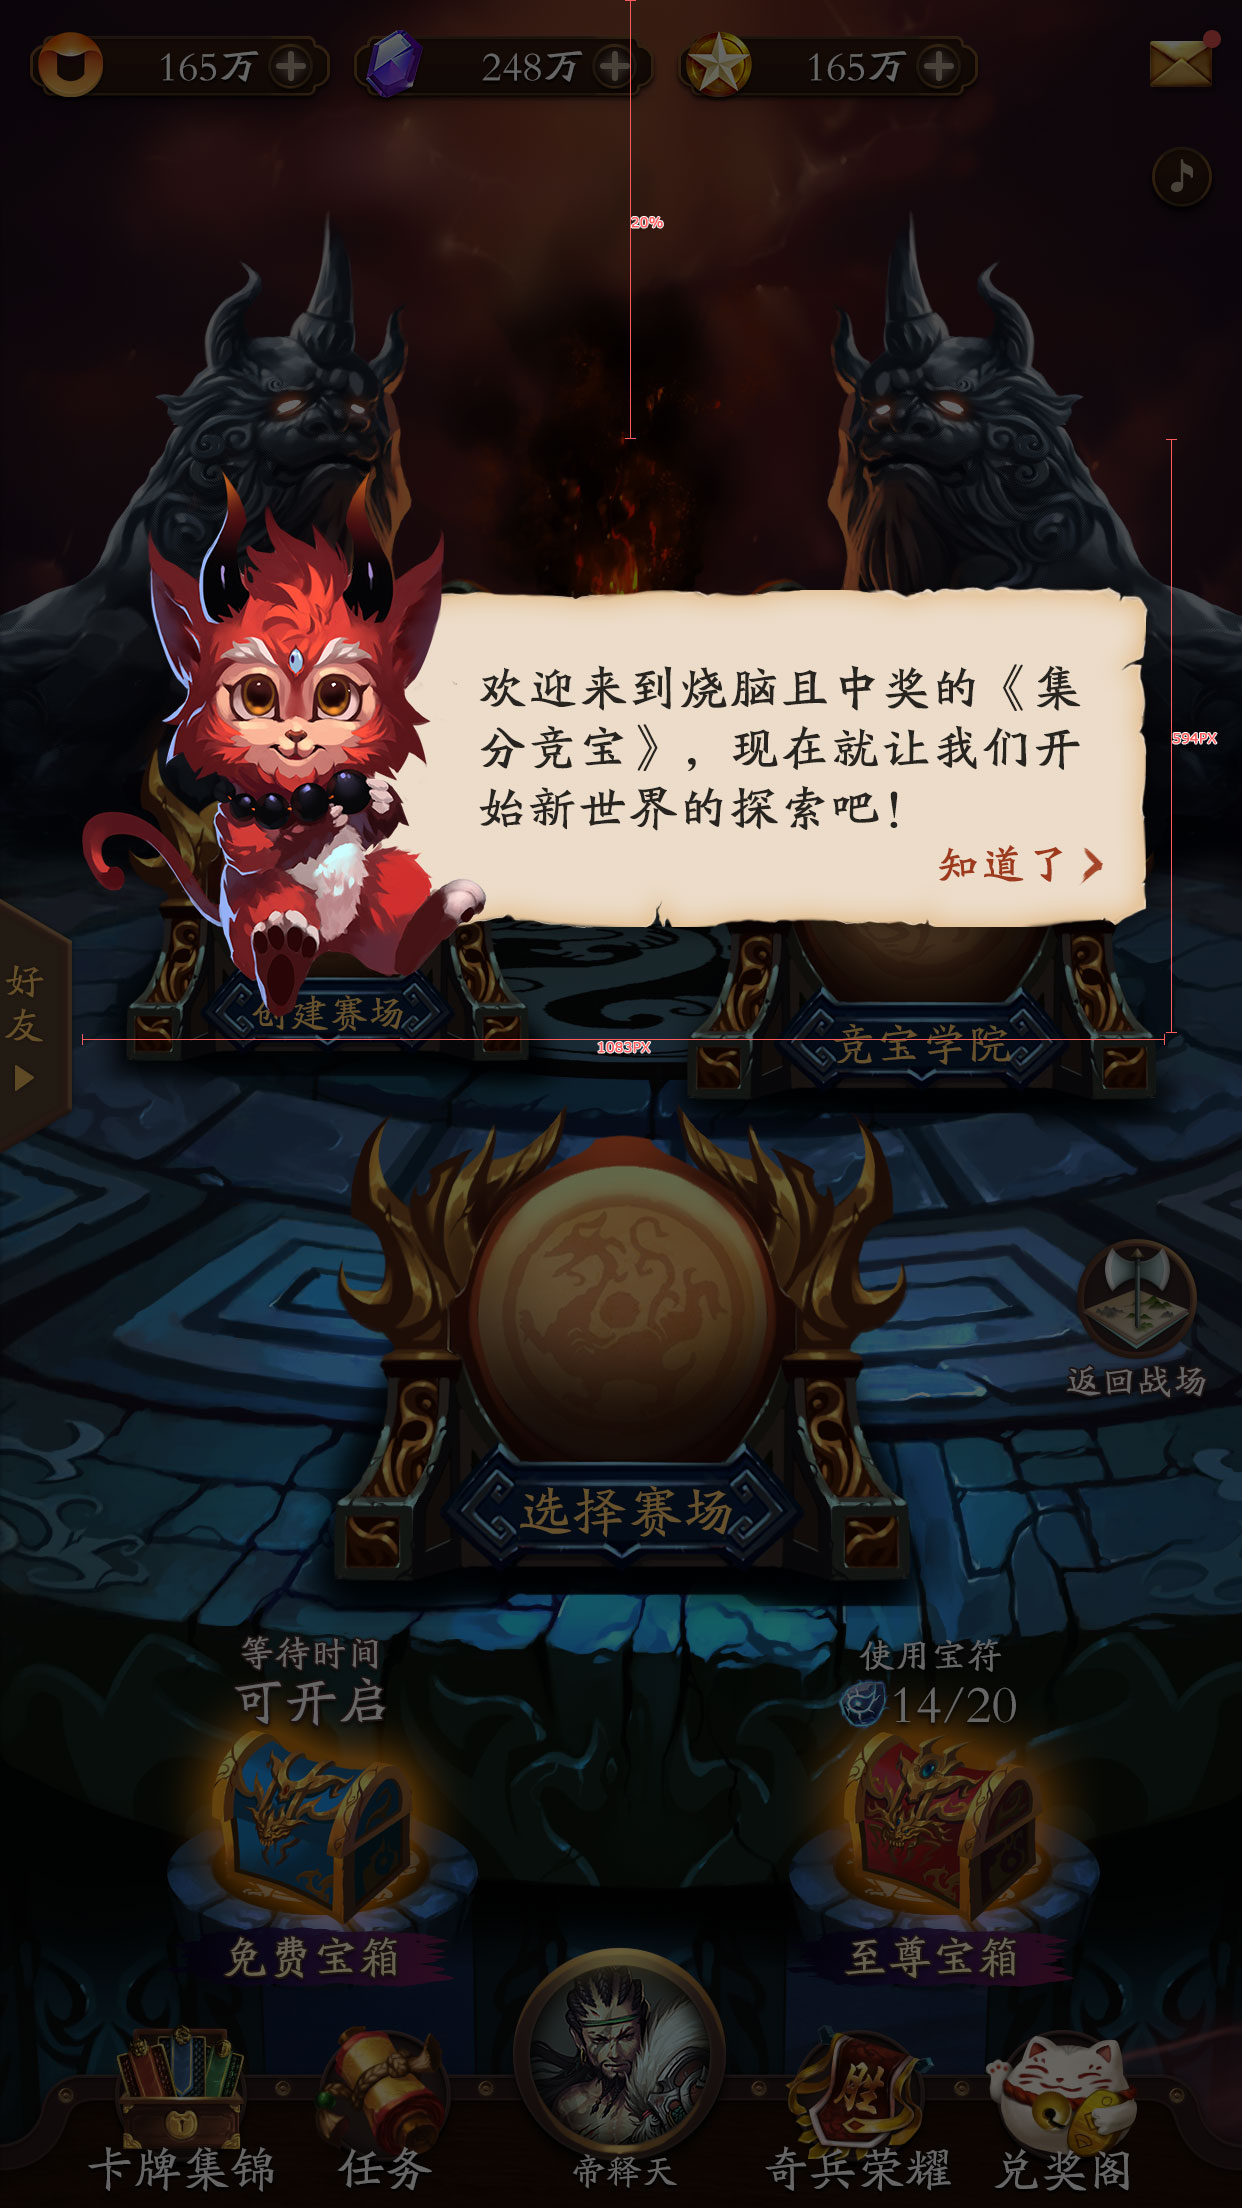 165万
248万
165万
20%
欢迎来到烧脑且中奖的《集
分竞宝》，现在就让我们开
始新世界的探索吧！
知道了
594PX
好友
创建赛场
竞宝学院
1083PX
返回战场
选择赛场
等待时间
可开启
使用宝符
14/20
免费宝箱
至尊宝箱
胜
卡牌集锦
任务
帝释天
奇兵荣耀
兑奖阁